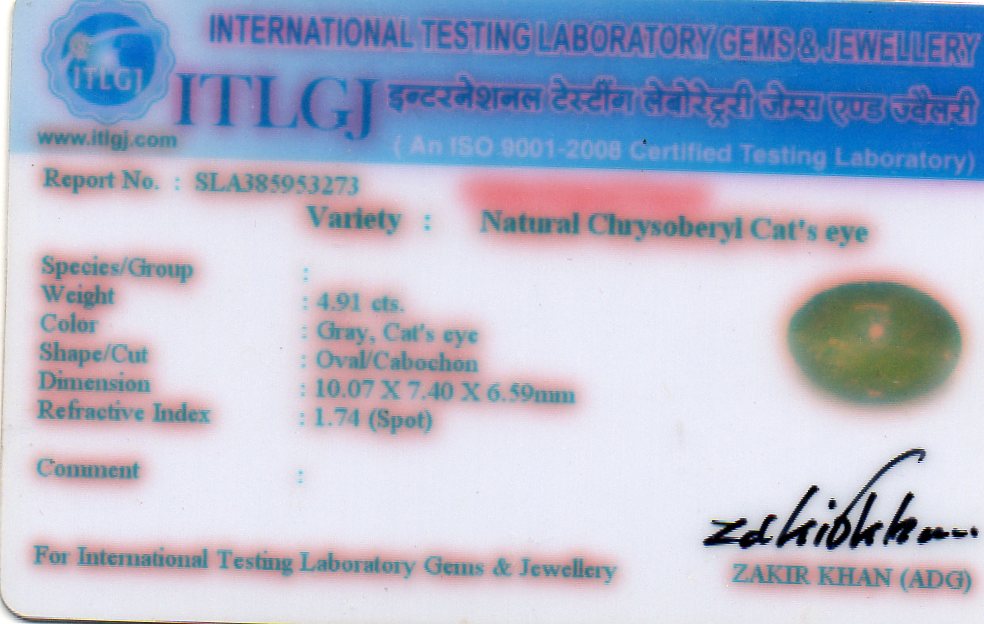 INTERNATIONAL TESTING LABORATORY GEMS & JEWELLERY
ITLGJ
ITLGJ इन्टरनेशनल टेस्टींग लेबोरेट्ररी जेम्स एण्ड ज्वैलरी
www.itlgj.com
( An ISO 9001-2008 Certified Testing Laboratory)
Report No. : SLA385953273
Variety : Natural Chrysoberyl Cat's eye
Species/Group :
Weight : 4.91 cts.
Color : Gray, Cat's eye
Shape/Cut : Oval/Cabochon
Dimension : 10.07 X 7.40 X 6.59mm
Refractive Index : 1.74 (Spot)
Comment :
zakirkhan
For International Testing Laboratory Gems & Jewellery
ZAKIR KHAN (ADG)